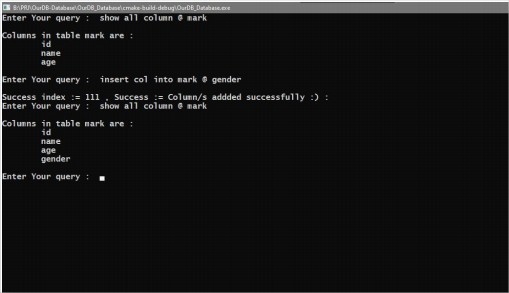 B:\PRJ\OurDB-Database\OurDB_Database\cmake-build-debug\OurDB_Database.exe
Enter Your query :  show all column @ mark
Columns in table mark are :
id
name
age
Enter Your query :  insert col into mark @ gender
Success index := 111 , Success := Column/s addded successfully :) :
Enter Your query :  show all column @ mark
Columns in table mark are :
id
name
age
gender
Enter Your query :